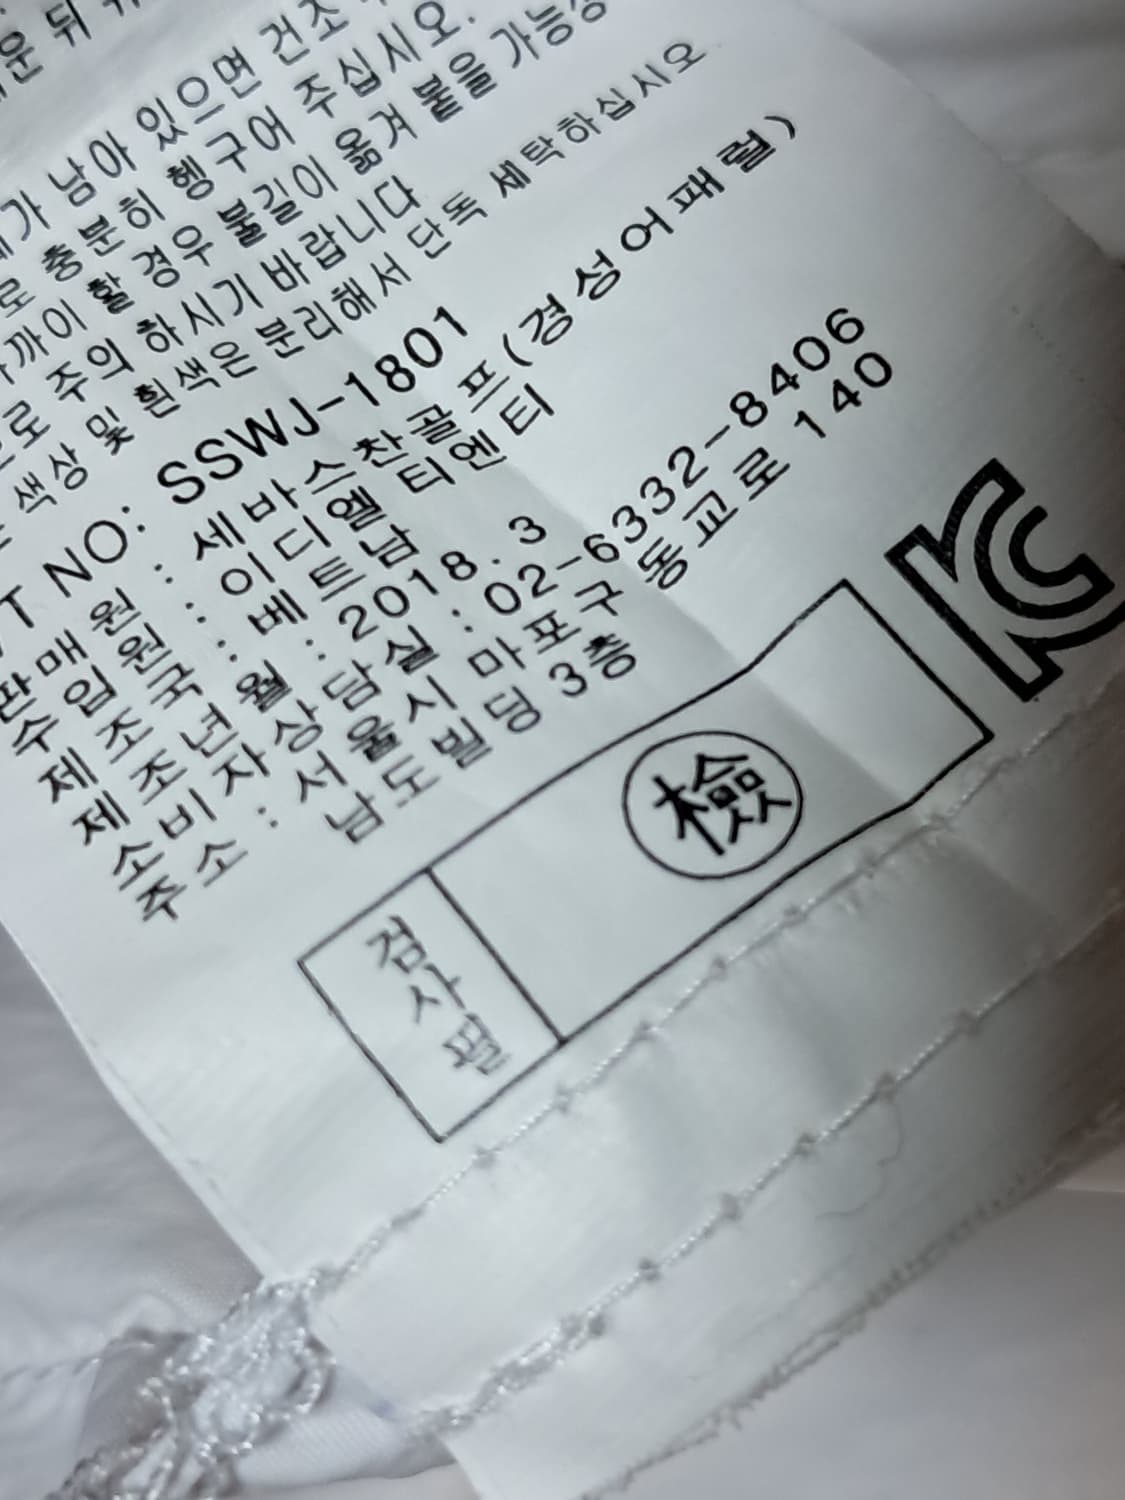 남아 있으면 건조
충분히 헹구어 주십시오.
까이 할 경우 불길이 옮겨 붙을 가능성
주의 하시기 바랍니다
색상 및 흰색은 분리해서 단독 세탁하십시오
NO: SSWJ-1801
판매원 : 세바스찬골프(경성어패럴)
수입원 : 이디엠티엔티
제조국 : 베트남
제조년월 : 2018. 3
소비자상담실 : 02-6332-8406
주소 : 서울시 마포구 동교로 140
남도빌딩 3층
검사필
檢